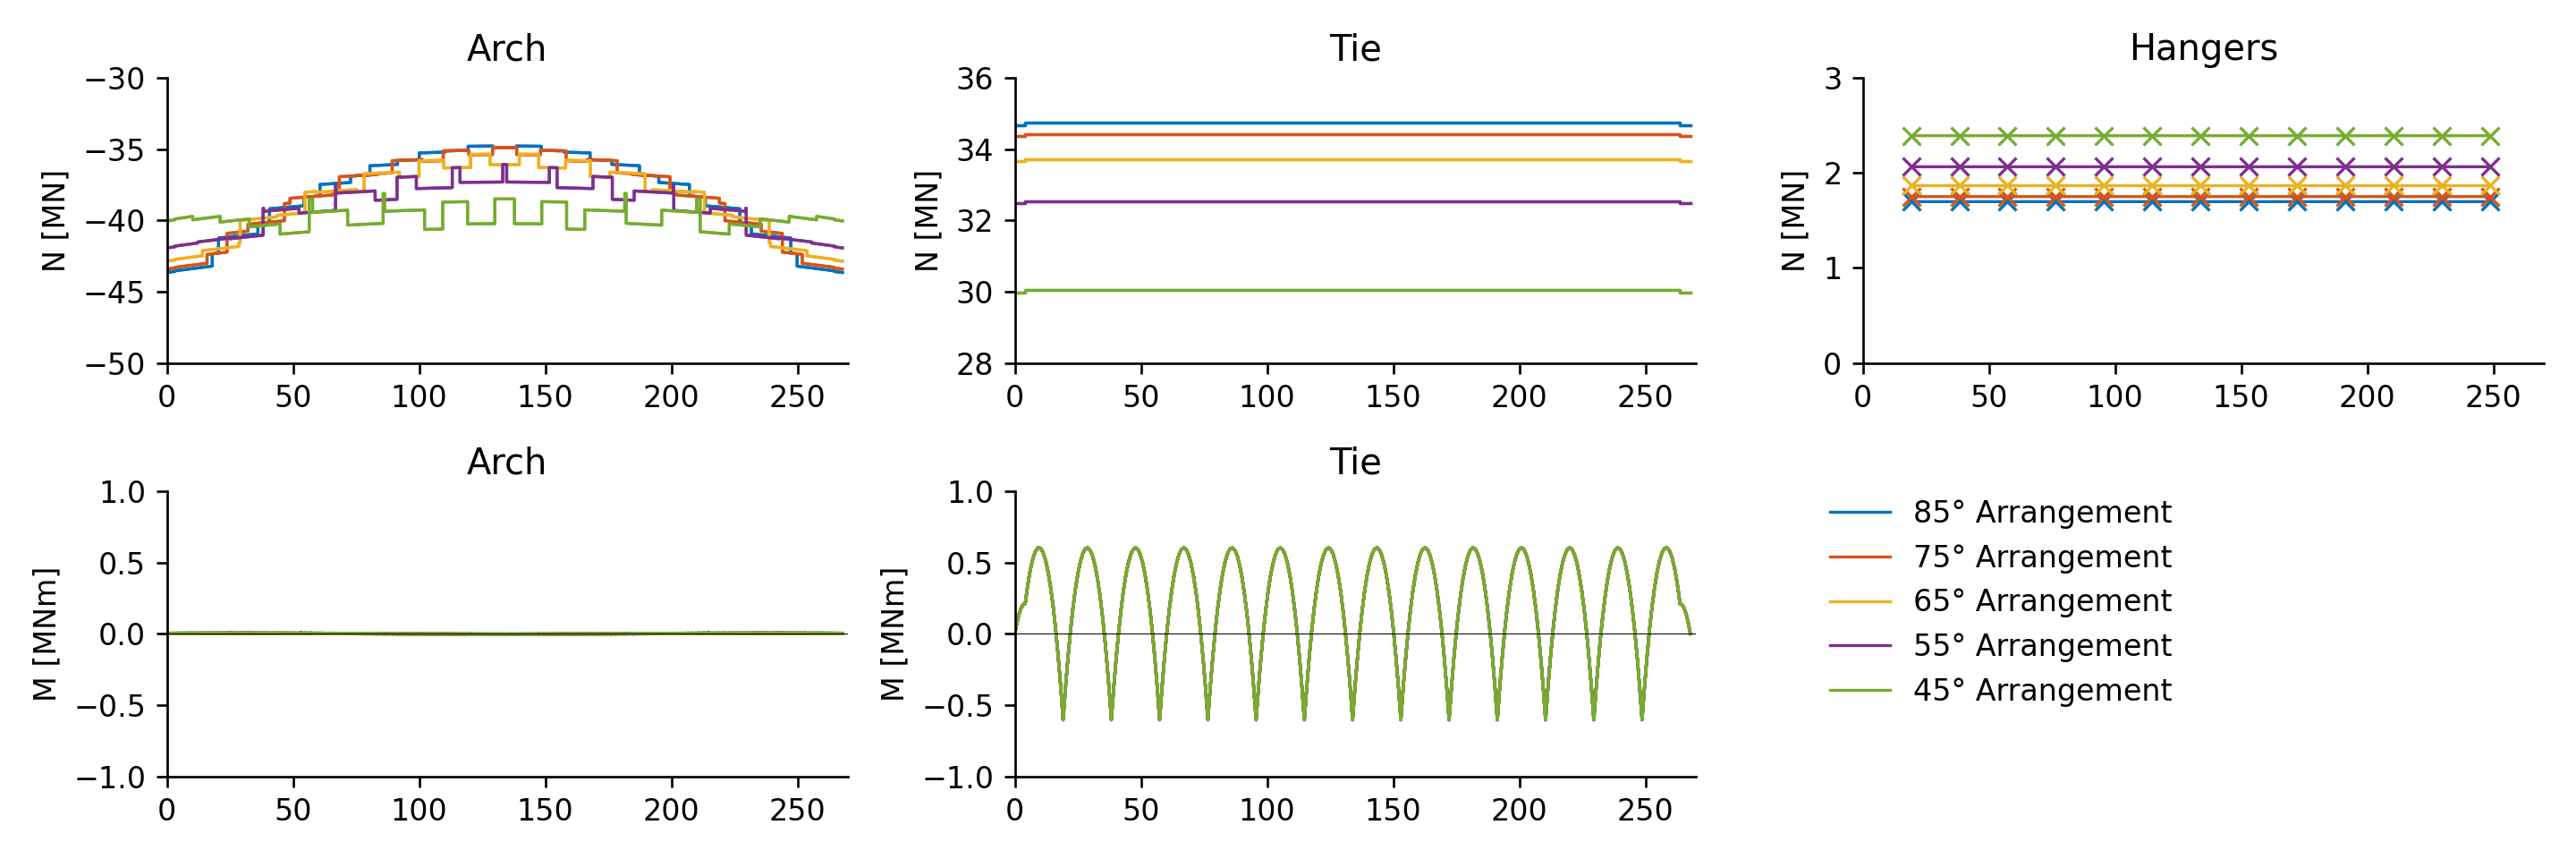 Arch
Tie
Hangers
N [MN]
−30
−35
−40
−45
−50
0 50 100 150 200 250
N [MN]
36
34
32
30
28
0 50 100 150 200 250
N [MN]
3
2
1
0
0 50 100 150 200 250
Arch
Tie
M [MNm]
1.0
0.5
0.0
−0.5
−1.0
0 50 100 150 200 250
M [MNm]
1.0
0.5
0.0
−0.5
−1.0
0 50 100 150 200 250
85° Arrangement
75° Arrangement
65° Arrangement
55° Arrangement
45° Arrangement